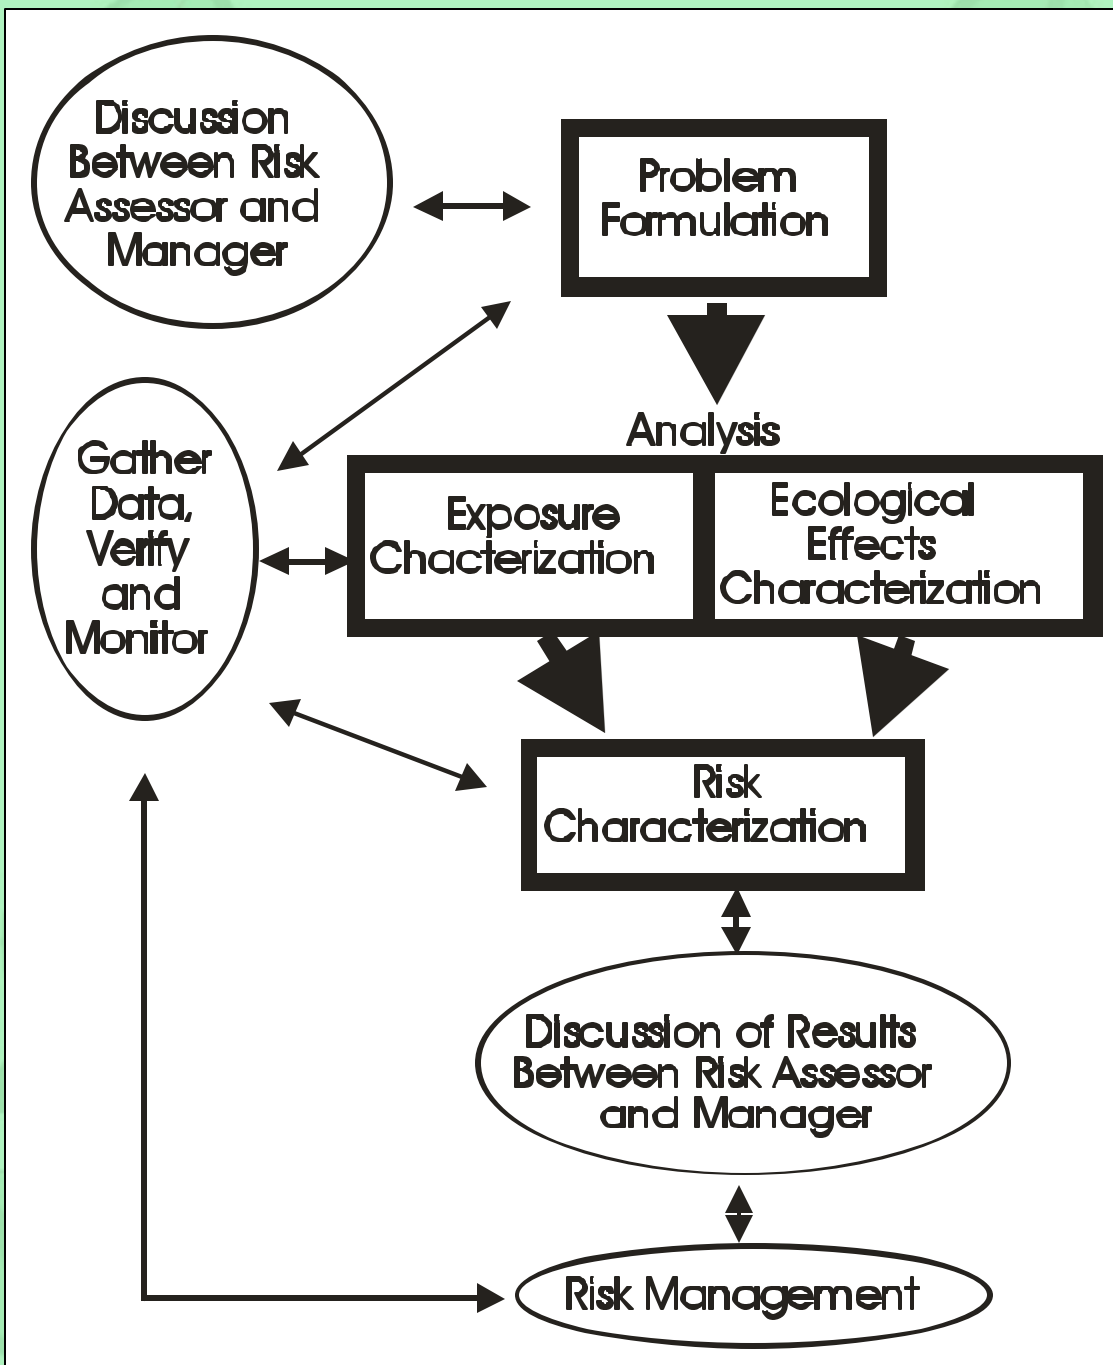 Discussion
Between Risk
Assessor and
Manager
Problem
Formulation
Gather
Data,
Verify
and
Monitor
Analysis
Exposure
Chacterization
Ecological
Effects
Characterization
Risk
Characterization
Discussion of Results
Between Risk Assessor
and Manager
Risk Management